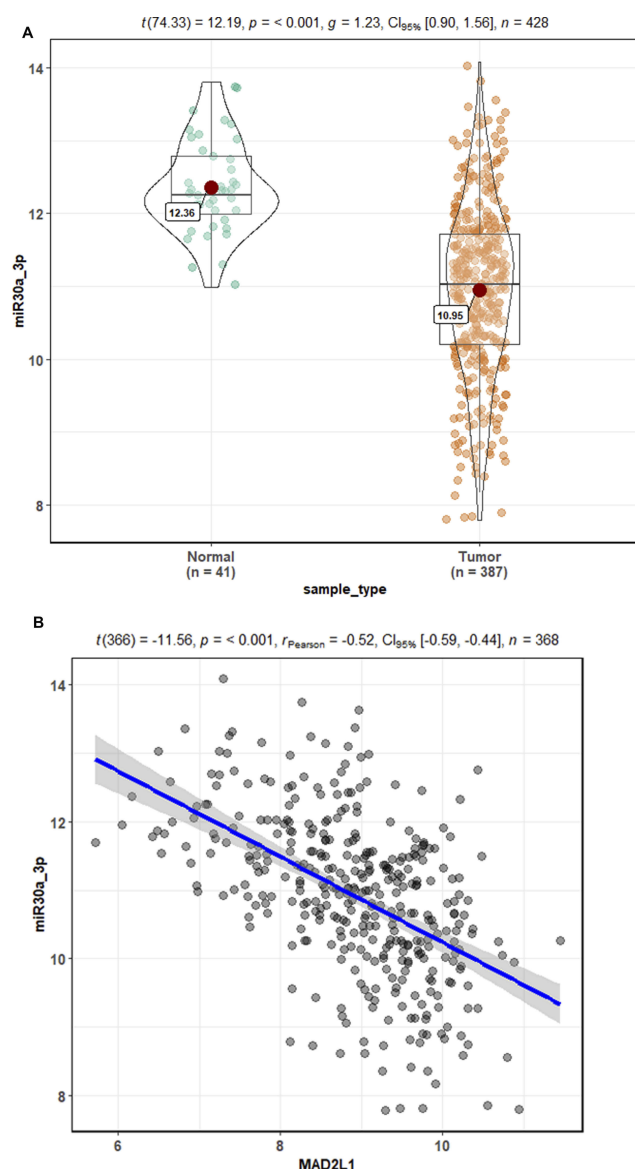 t(74.33) = 12.19, p = < 0.001, g = 1.23, CI95% [0.90, 1.56], n = 428
A
14
12
10
8
miR30a_3p
12.36
10.95
Normal
(n = 41)
Tumor
(n = 387)
sample_type
B
t(366) = -11.56, p = < 0.001, rPearson = -0.52, CI95% [-0.59, -0.44], n = 368
14
12
10
8
miR30a_3p
6 8 10
MAD2L1